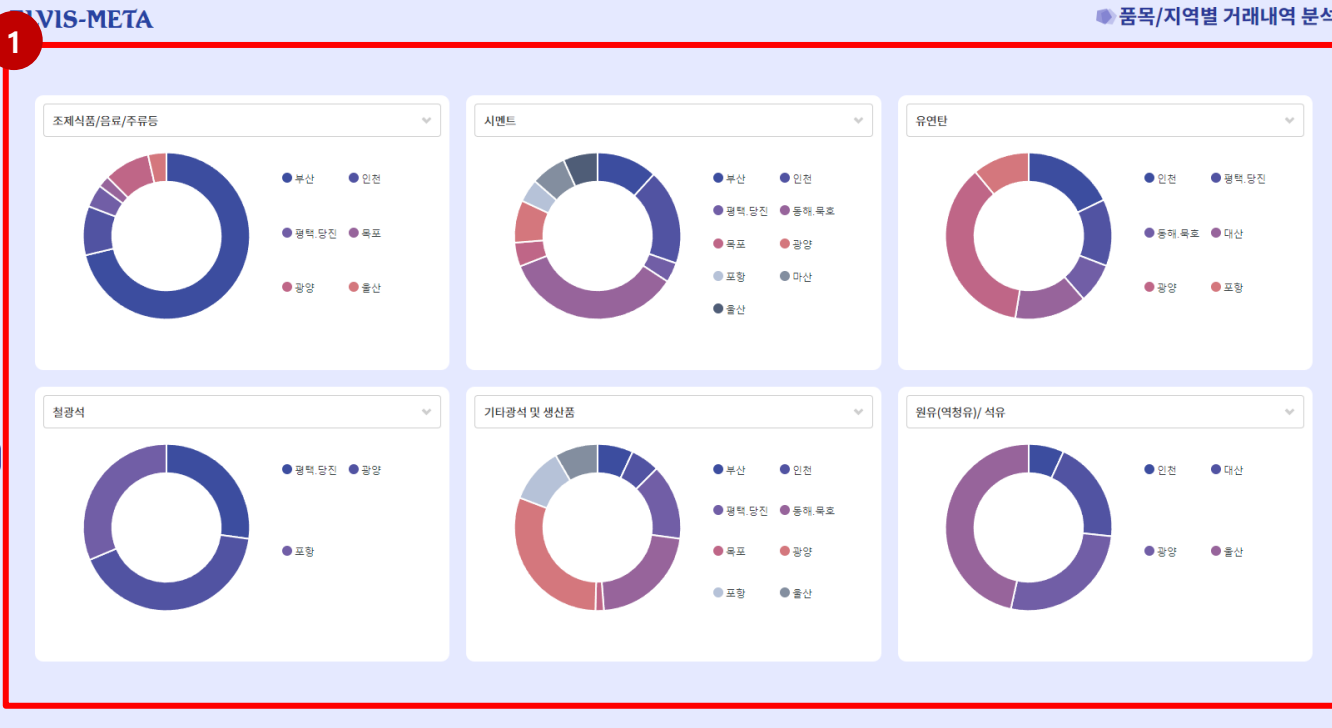 VIS-META
품목/지역별 거래내역 분석
1
조제식품/음료/주류등
부산 인천
평택.당진 목포
광양 울산
시멘트
부산 인천
평택.당진 동해.묵호
목포 광양
포항 마산
울산
유연탄
인천 평택.당진
동해.묵호 대산
광양 포항
철광석
평택.당진 광양
포항
기타광석 및 생산품
부산 인천
평택.당진 동해.묵호
목포 광양
포항 울산
원유(역청유)/ 석유
인천 대산
광양 울산